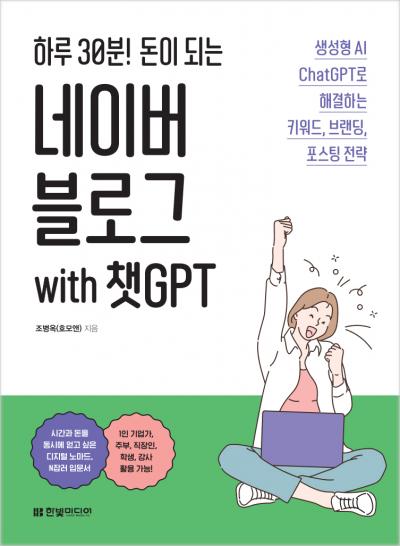 하루 30분! 돈이 되는
네이버
블로그
with 챗GPT
생성형 AI
ChatGPT로
해결하는
키워드, 브랜딩,
포스팅 전략
조병옥(호모앤) 지음
시간과 돈을
동시에 얻고 싶은
디지털 노마드,
N잡러 입문서
1인 기업가,
주부, 직장인,
학생, 강사
활용 가능!
한빛미디어